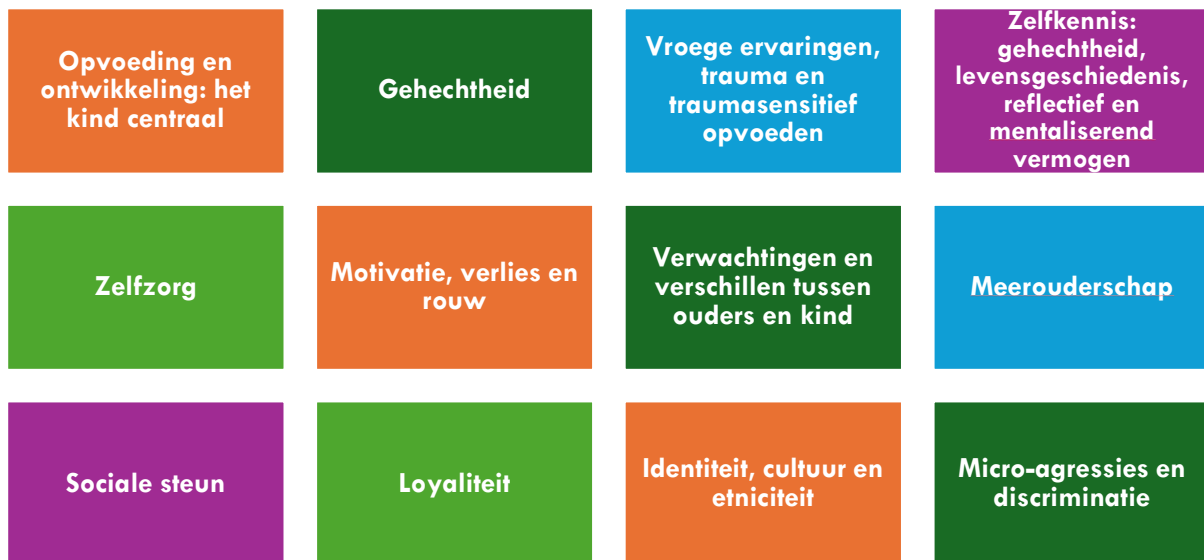 Opvoeding en
ontwikkeling: het
kind centraal
Gehechtheid
Vroege ervaringen,
trauma en
traumasensitief
opvoeden
Zelfkennis:
gehechtheid,
levensgeschiedenis,
reflectief en
mentaliserend
vermogen
Zelfzorg
Motivatie, verlies en
rouw
Verwachtingen en
verschillen tussen
ouders en kind
Meerouderschap
Sociale steun
Loyaliteit
Identiteit, cultuur en
etniciteit
Micro-agressies en
discriminatie